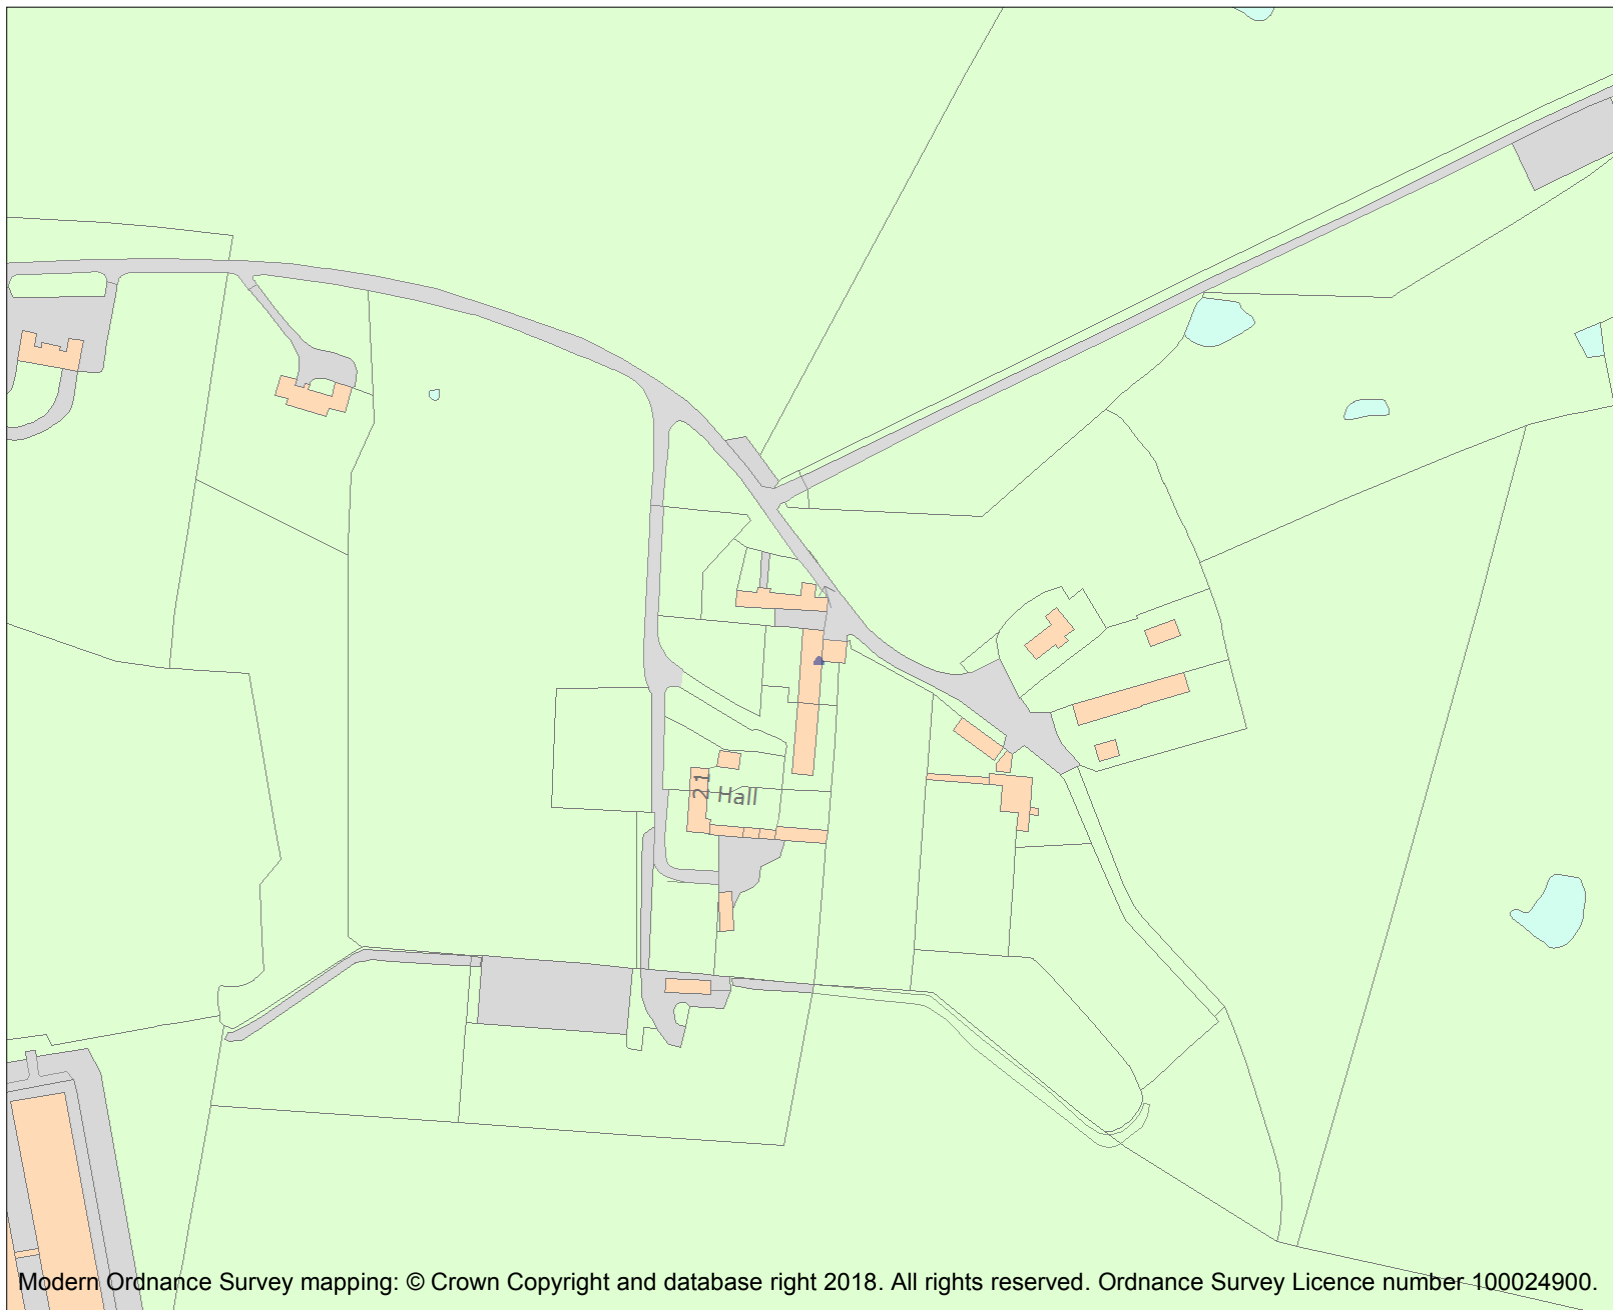 21
Hall
Modern Ordnance Survey mapping: © Crown Copyright and database right 2018. All rights reserved. Ordnance Survey Licence number 100024900.